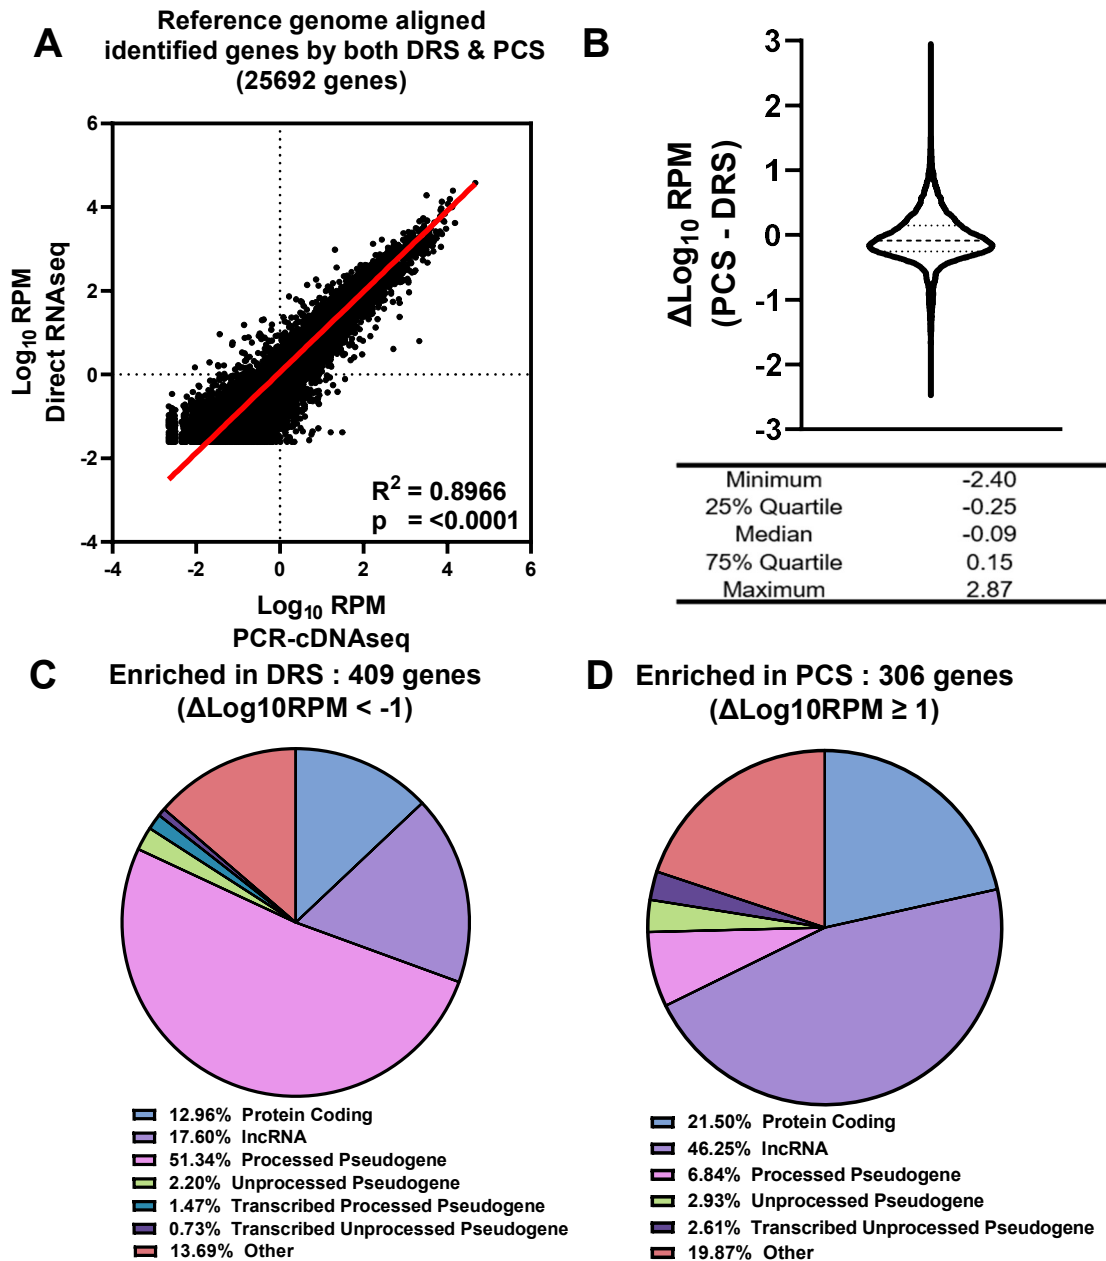 A
Reference genome aligned
identified genes by both DRS & PCS
(25692 genes)
Log10 RPM
Direct RNAseq
6
4
2
0
-2
-4
-4
-2
0
2
4
6
R2 = 0.8966
p = <0.0001
Log10 RPM
PCR-cDNAseq
B
ΔLog10 RPM
(PCS - DRS)
3
2
1
0
-1
-2
-3
Minimum -2.40
25% Quartile -0.25
Median -0.09
75% Quartile 0.15
Maximum 2.87
C
Enriched in DRS : 409 genes
(ΔLog10RPM < -1)
12.96% Protein Coding
17.60% lncRNA
51.34% Processed Pseudogene
2.20% Unprocessed Pseudogene
1.47% Transcribed Processed Pseudogene
0.73% Transcribed Unprocessed Pseudogene
13.69% Other
D
Enriched in PCS : 306 genes
(ΔLog10RPM ≥ 1)
21.50% Protein Coding
46.25% lncRNA
6.84% Processed Pseudogene
2.93% Unprocessed Pseudogene
2.61% Transcribed Unprocessed Pseudogene
19.87% Other